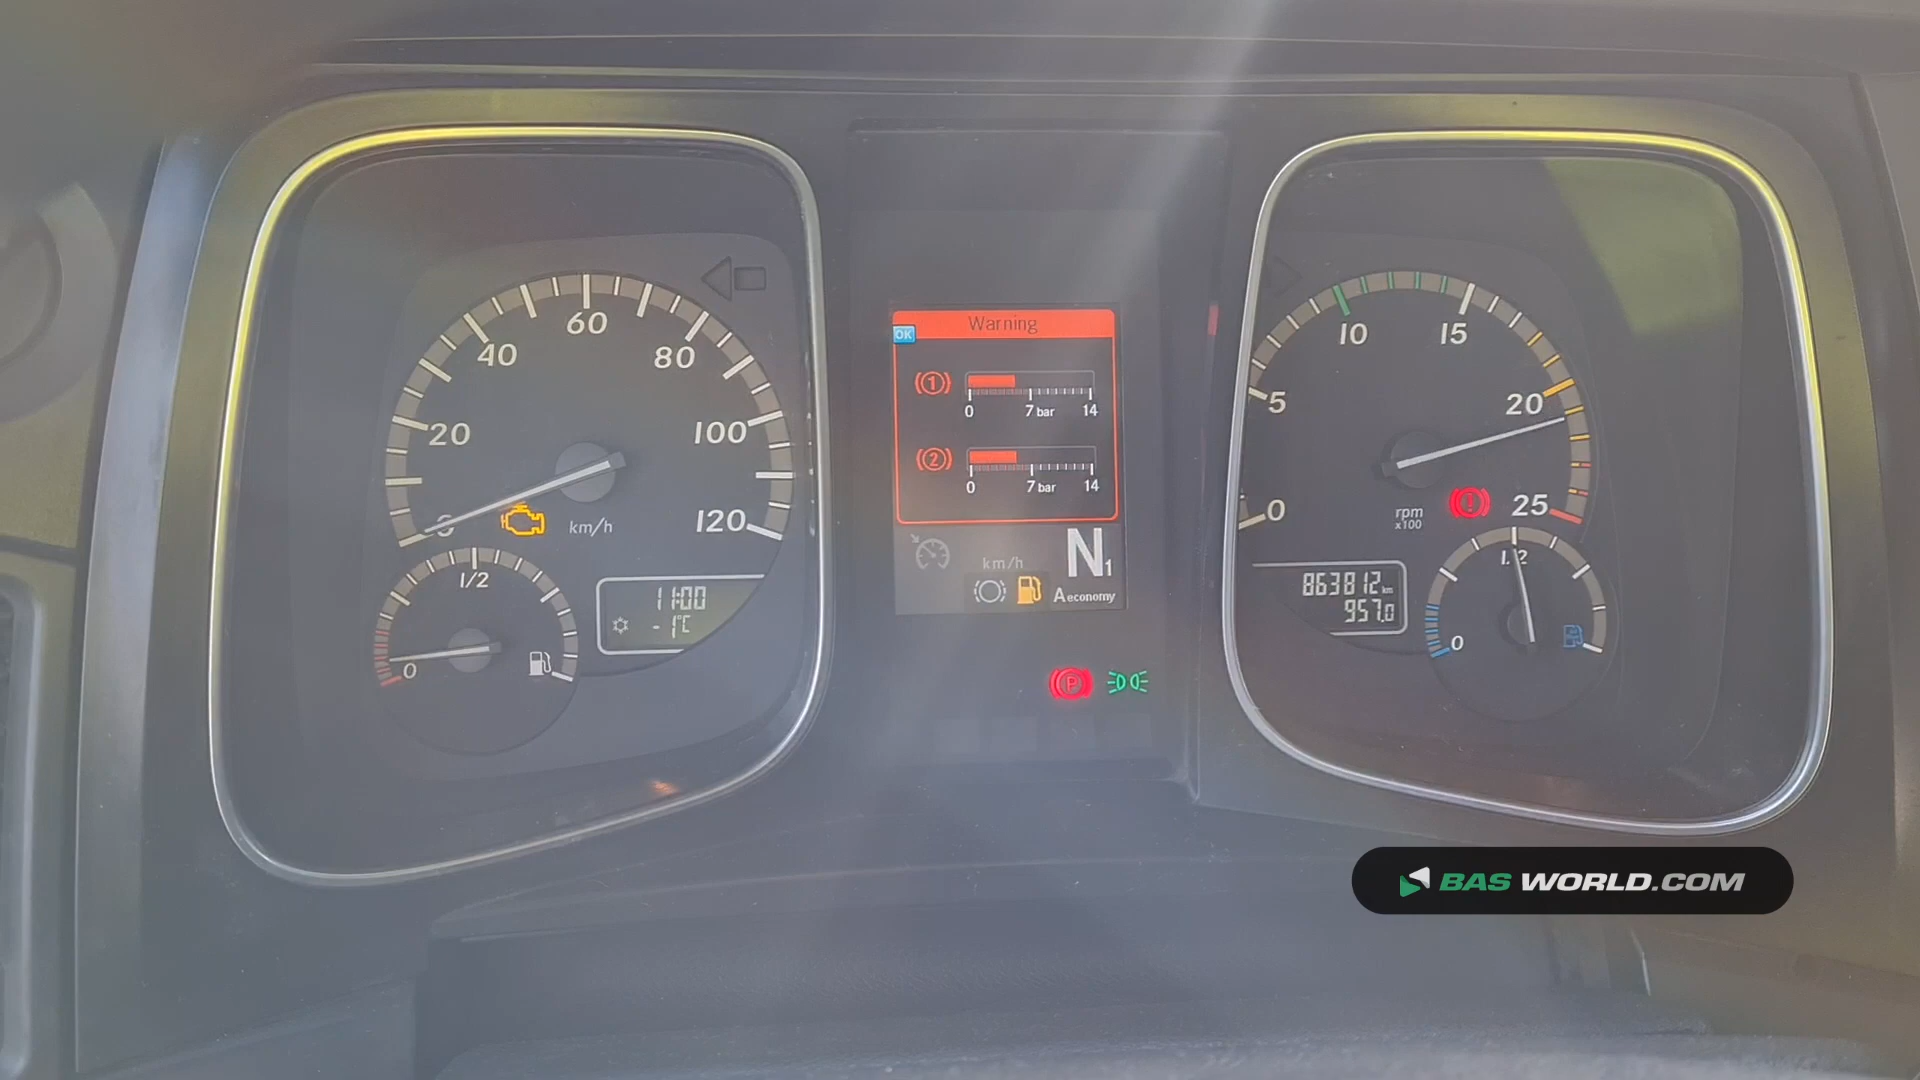 60
40
80
20
100
0
120
km/h
1/2
0
11:00
-1°C
Warning
OK
1
0 7 bar 14
2
0 7 bar 14
N1
km/h
A economy
P
10
15
5
20
0
25
rpm
x100
1/2
0
863812 km
957.0
BAS WORLD.COM